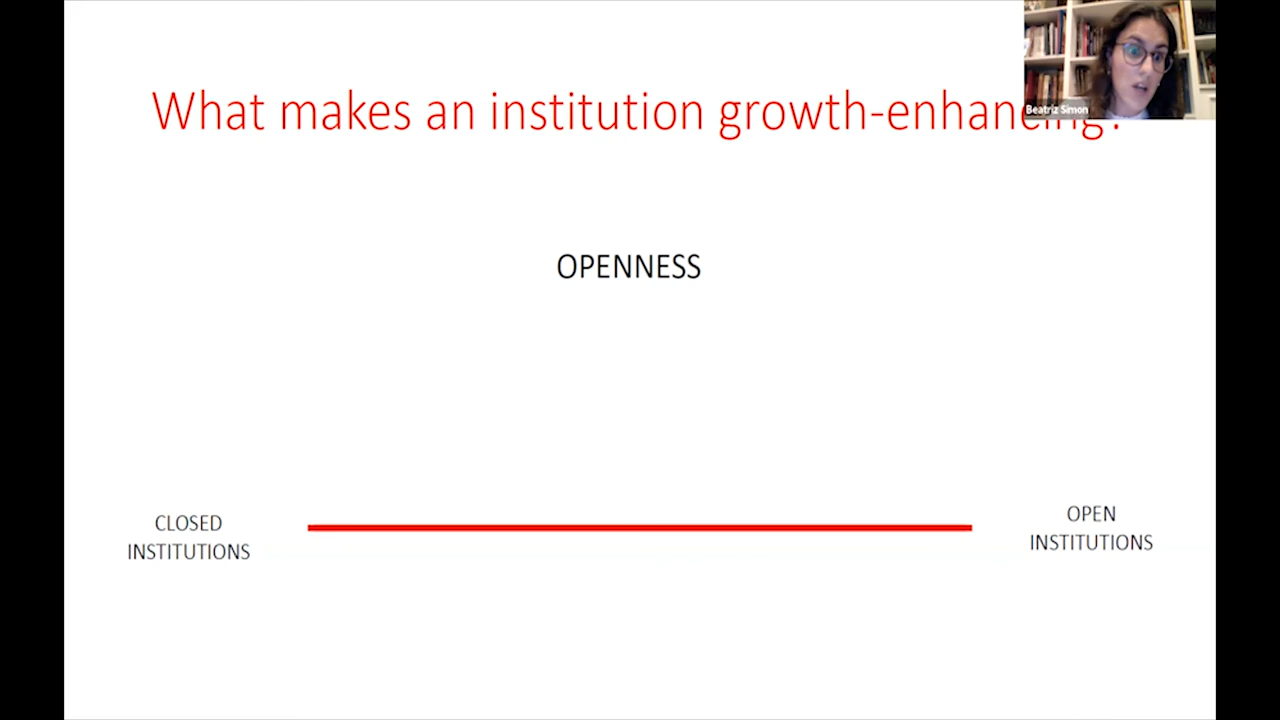 What makes an institution growth-enhancing?
Beatriz Simon
OPENNESS
CLOSED
INSTITUTIONS
OPEN
INSTITUTIONS